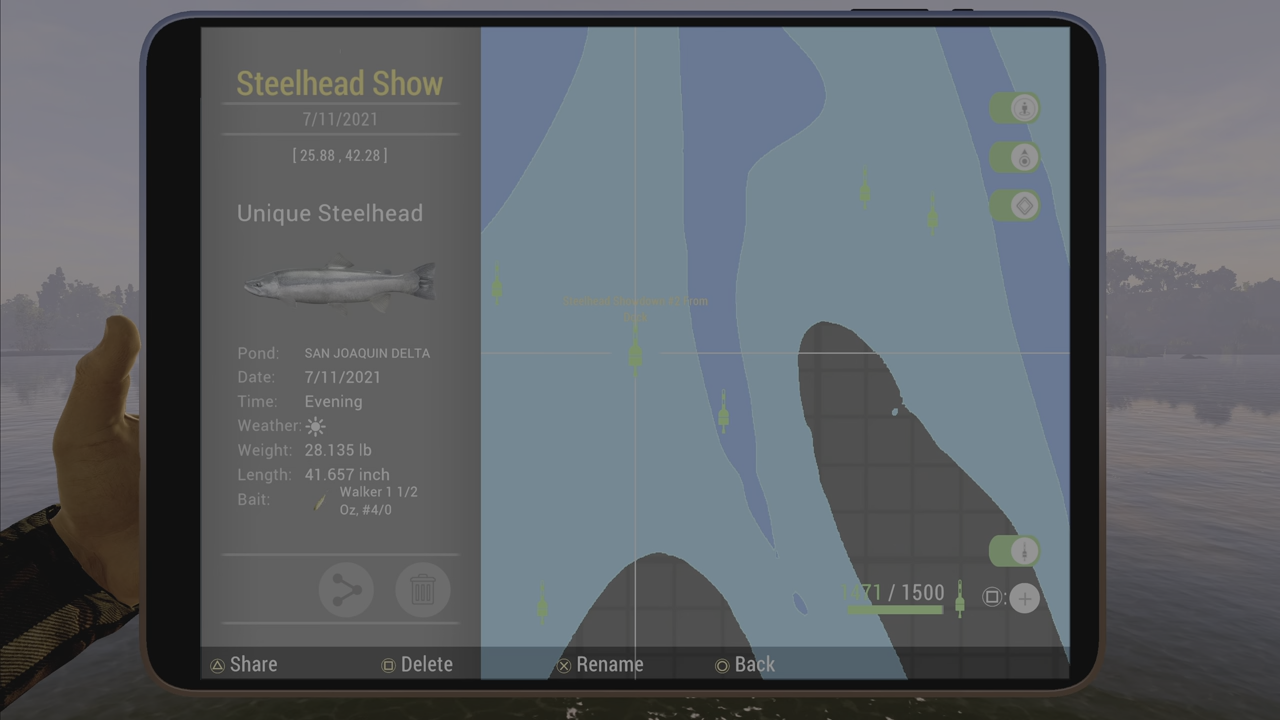 Steelhead Show
7/11/2021
[ 25.88 , 42.28 ]
Unique Steelhead
Pond: SAN JOAQUIN DELTA
Date: 7/11/2021
Time: Evening
Weather:
Weight: 28.135 lb
Length: 41.657 inch
Bait: Walker 1 1/2
Oz, #4/0
/ 1500
Share
Delete
Rename
Back